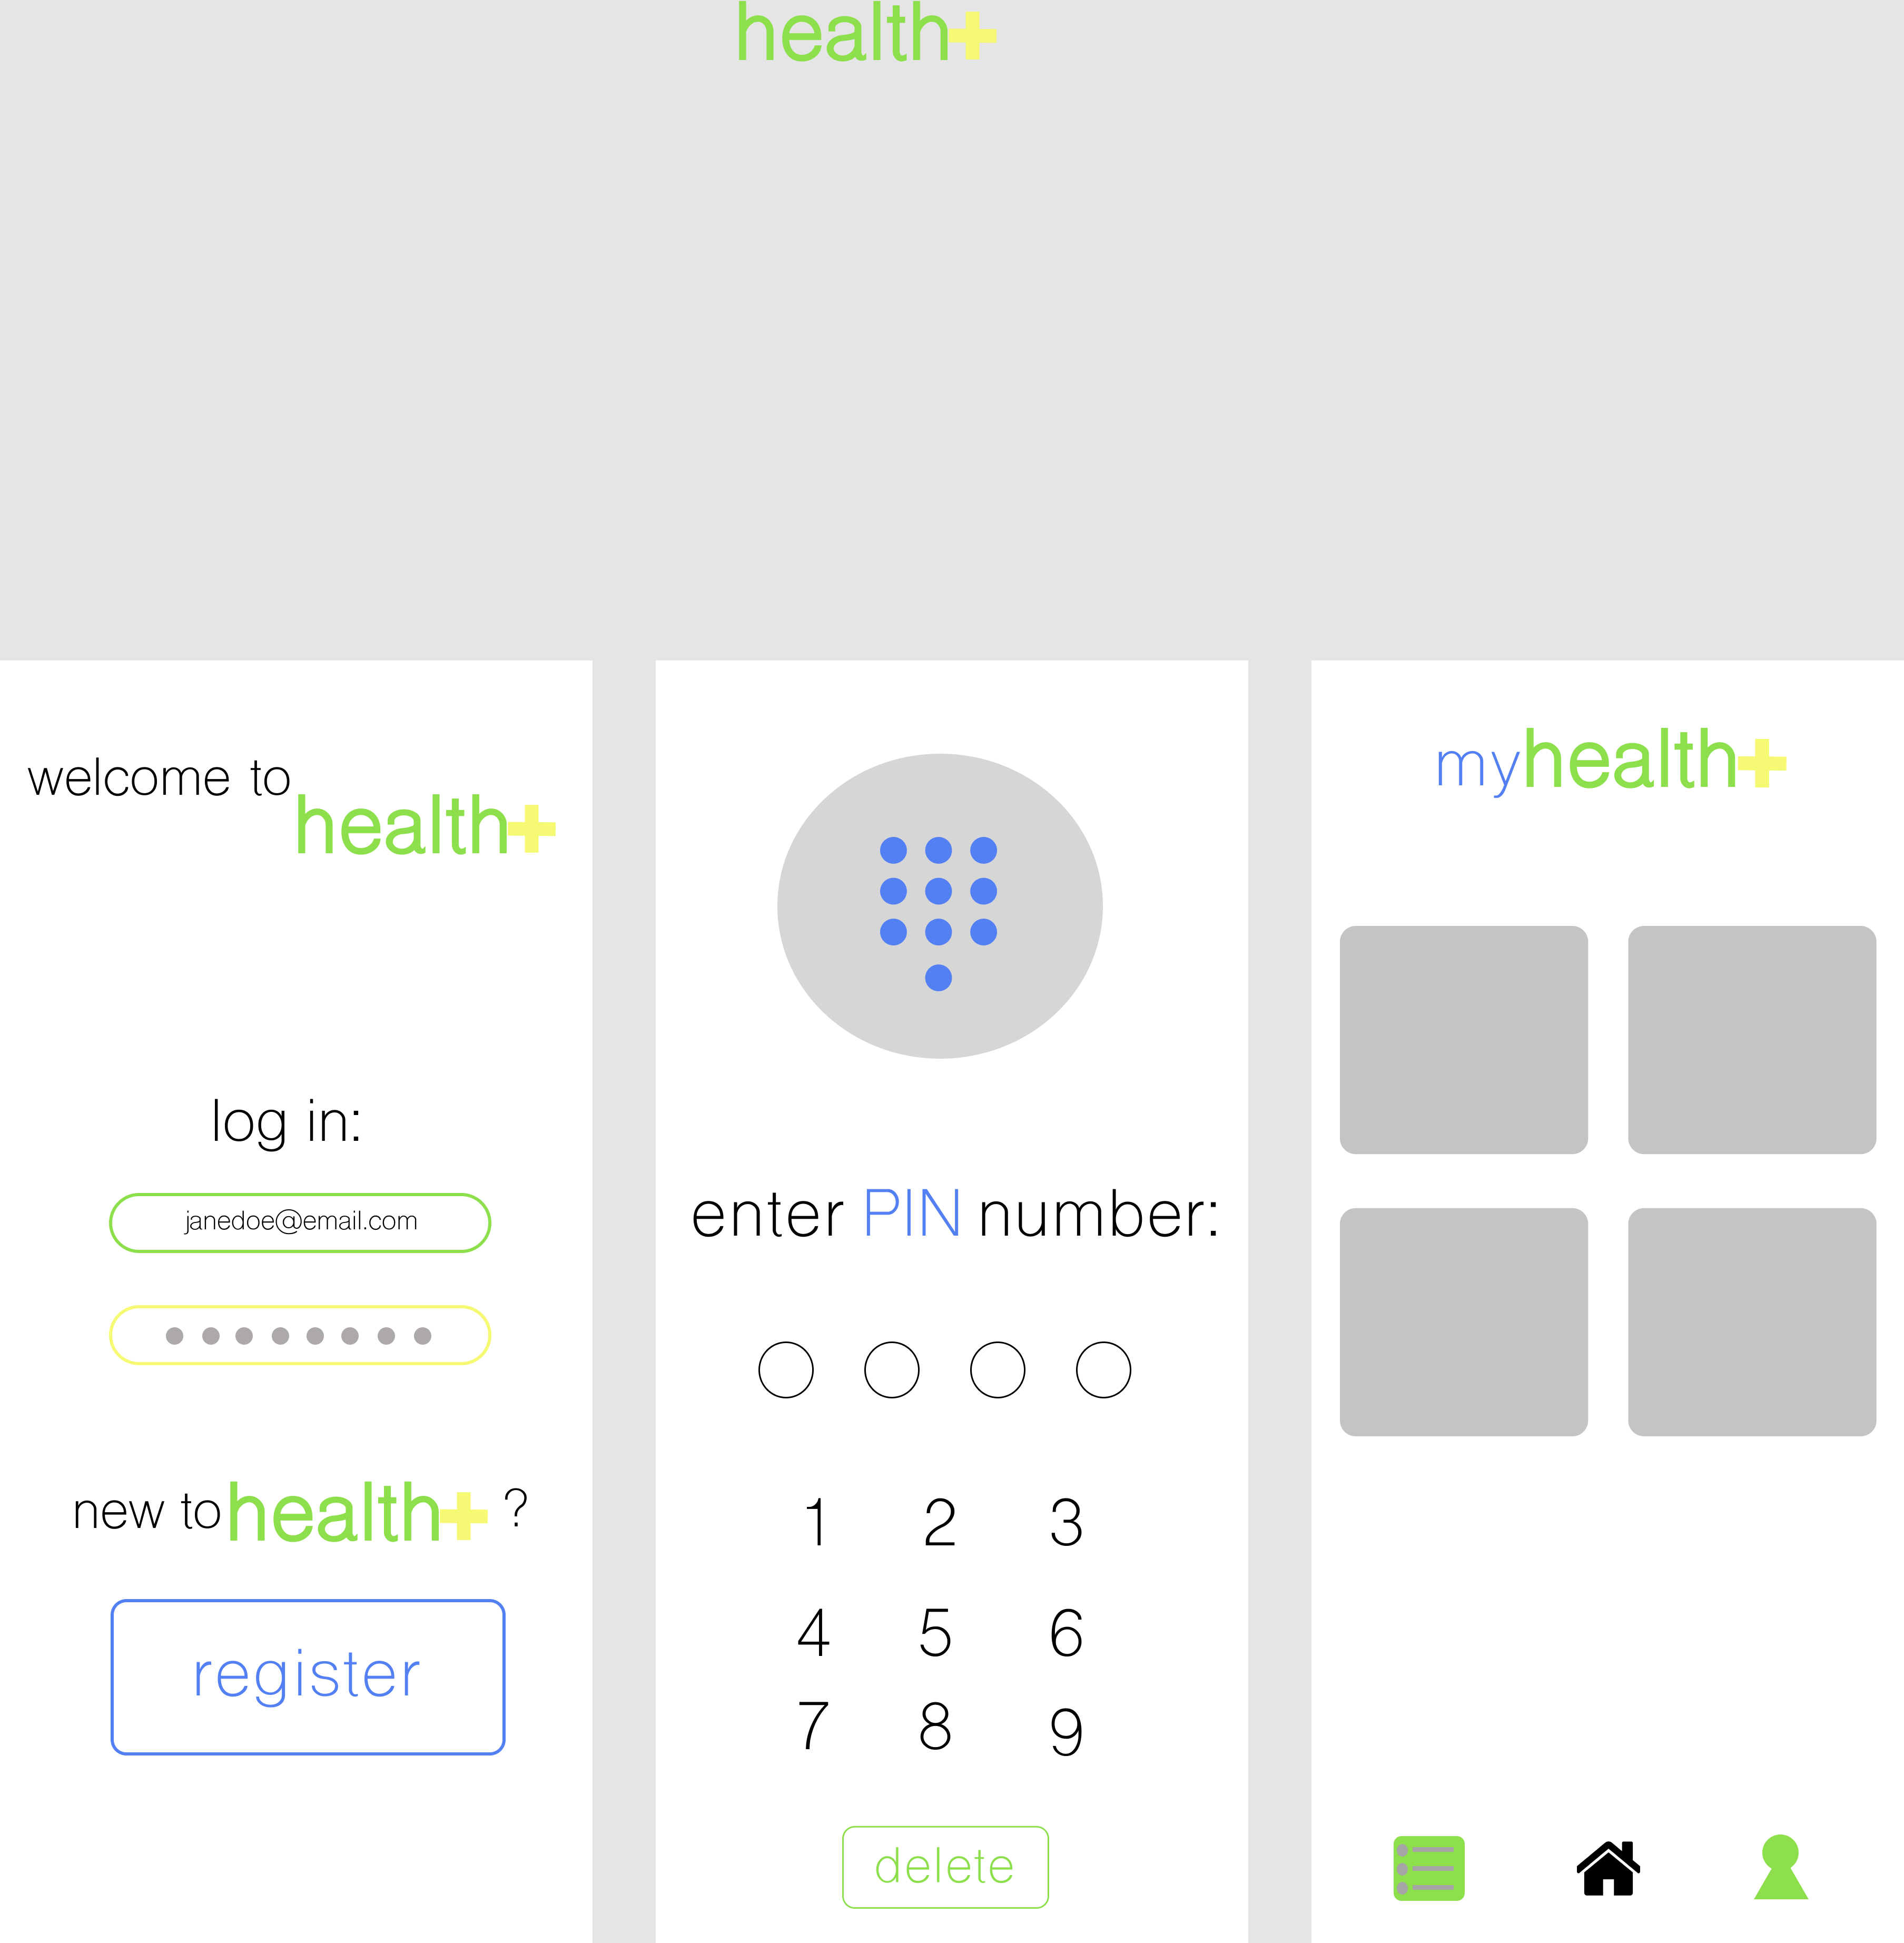 health+
welcome to
health+
log in:
janedoe@email.com
new to health+ ?
register
enter PIN number:
1 2 3
4 5 6
7 8 9
delete
myhealth+